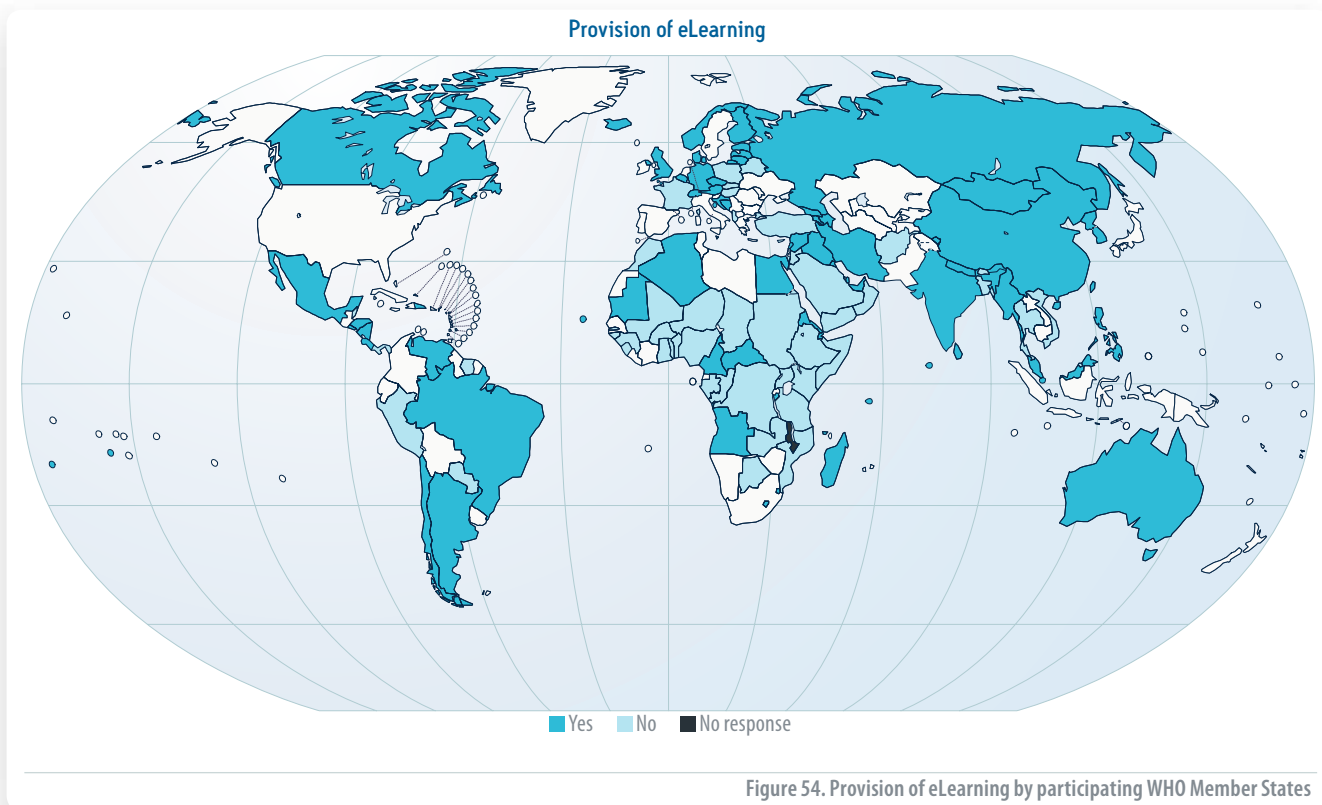 Provision of eLearning
Yes No No response
Figure 54. Provision of eLearning by participating WHO Member States